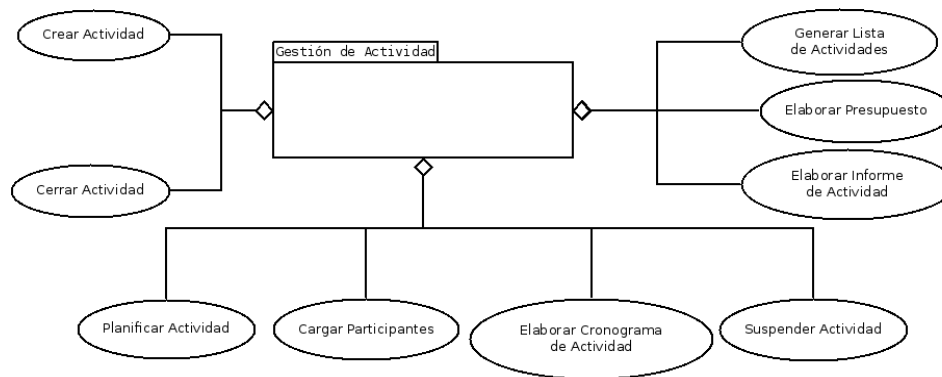 Crear Actividad
Gestión de Actividad
Generar Lista
de Actividades
Elaborar Presupuesto
Cerrar Actividad
Elaborar Informe
de Actividad
Planificar Actividad
Cargar Participantes
Elaborar Cronograma
de Actividad
Suspender Actividad